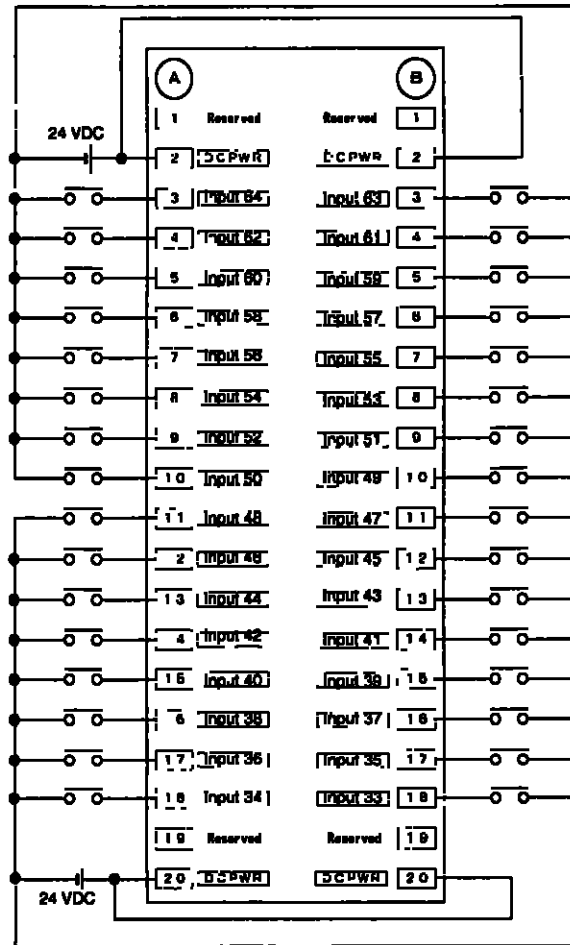 A B
1 Reserved Reserved 1
24 VDC
2 DCPWR DCPWR 2
3 Input 64 Input 63 3
4 Input 62 Input 61 4
5 Input 60 Input 59 5
6 Input 58 Input 57 6
7 Input 56 Input 55 7
8 Input 54 Input 53 8
9 Input 52 Input 51 9
10 Input 50 Input 49 10
11 Input 48 Input 47 11
2 Input 46 Input 45 12
13 Input 44 Input 43 13
4 Input 42 Input 41 14
15 Input 40 Input 39 15
6 Input 38 Input 37 16
17 Input 36 Input 35 17
18 Input 34 Input 33 18
19 Reserved Reserved 19
20 DCPWR DCPWR 20
24 VDC